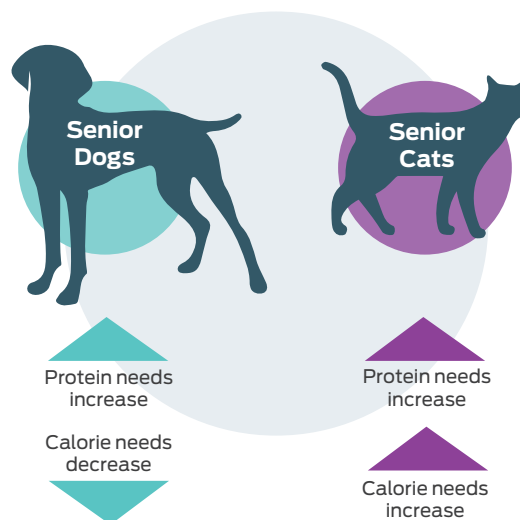 Senior
Dogs
Senior
Cats
Protein needs
increase
Calorie needs
decrease
Protein needs
increase
Calorie needs
increase